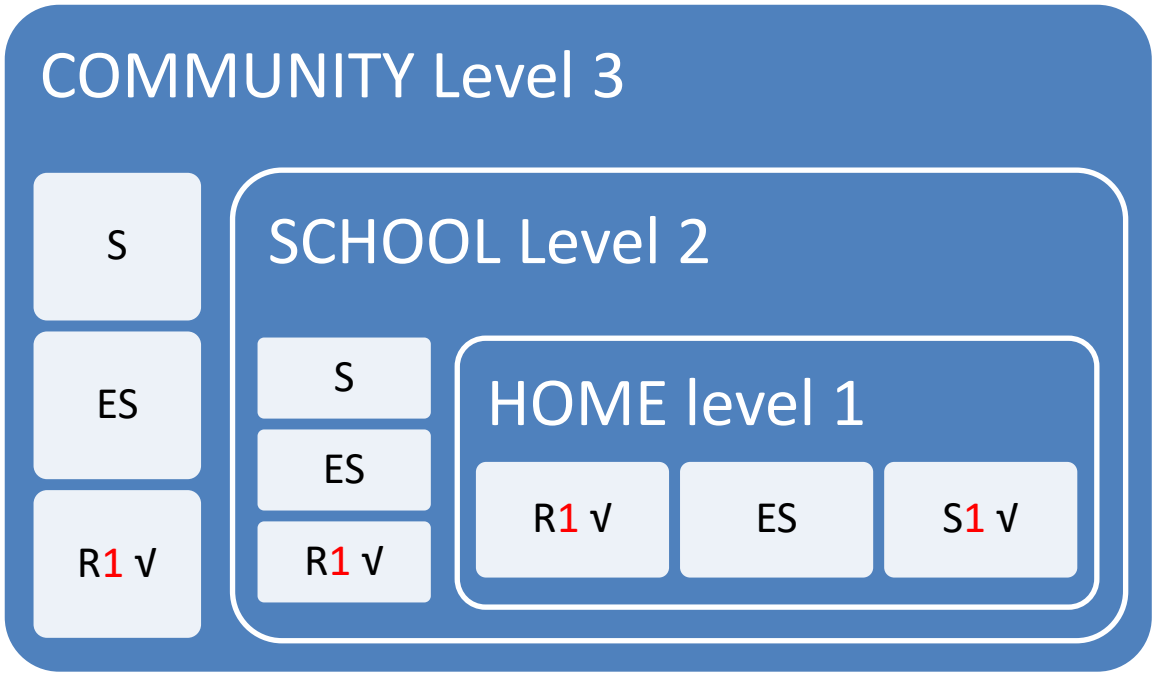 COMMUNITY Level 3
S
ES
R1 √
SCHOOL Level 2
S
ES
R1 √
HOME level 1
R1 √
ES
S1 √